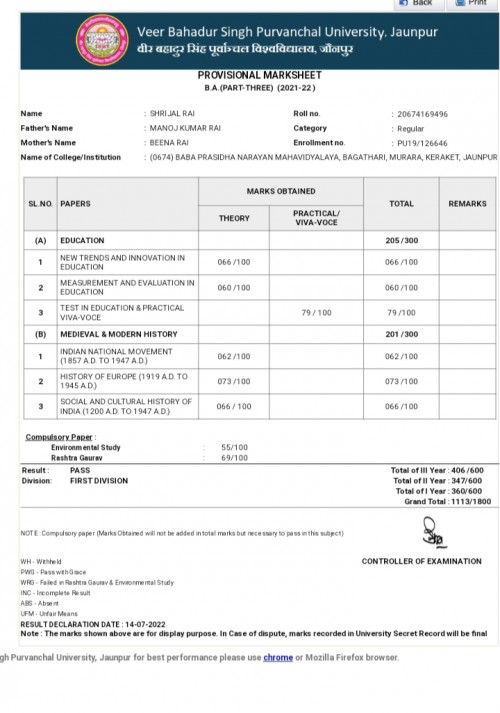 Back Print
Veer Bahadur Singh Purvanchal University. Jaunpur
वीर बहादुर सिंह पूर्वान्चल विश्वविद्यालय, जौनपुर
PROVISIONAL MARKSHEET
B.A.(PART-THREE) (2021-22 )
Name : SHRIJAL RAI Roll no. : 20674169496
Father's Name : MANOJ KUMAR RAI Category : Regular
Mother's Name : BEENA RAI Enrollment no. : PU19/126646
Name of College/Institution : (0674) BABA PRASIDHA NARAYAN MAHAVIDYALAYA, BAGATHARI, MURARA, KERAKET, JAUNPUR
SL.NO. PAPERS MARKS OBTAINED TOTAL REMARKS
THEORY PRACTICAL/
VIVA-VOCE
(A) EDUCATION 205/300
1 NEW TRENDS AND INNOVATION IN
EDUCATION 066/100 066/100
2 MEASUREMENT AND EVALUATION IN
EDUCATION 060/100 060/100
3 TEST IN EDUCATION & PRACTICAL
VIVA-VOCE 79 / 100 79 / 100
(B) MEDIEVAL & MODERN HISTORY 201/300
1 INDIAN NATIONAL MOVEMENT
(1857 A.D. TO 1947 A.D.) 062/100 062/100
2 HISTORY OF EUROPE (1919 A.D. TO
1945 A.D.) 073/100 073/100
3 SOCIAL AND CULTURAL HISTORY OF
INDIA (1200 A.D. TO 1947 A.D.) 066 / 100 066/100
Compulsory Paper :
Environmental Study : 55/100
Rashtra Gaurav : 69/100
Result : PASS Total of III Year : 406/600
Division: FIRST DIVISION Total of II Year : 347/600
Total of I Year : 360/600
Grand Total : 1113/1800
NOTE: Compulsory paper (Marks Obtained will not be added in total marks but necessary to pass in this subject)
CONTROLLER OF EXAMINATION
WH - Withheld
PWG - Pass with Grace
WRG - Failed in Rashtra Gaurav & Environmental Study
INC - Incomplete Result
ABS - Absent
UFM - Unfair Means
RESULT DECLARATION DATE : 14-07-2022
Note : The marks shown above are for display purpose. In Case of dispute, marks recorded in University Secret Record will be final
gh Purvanchal University, Jaunpur for best performance please use chrome or Mozilla Firefox browser.